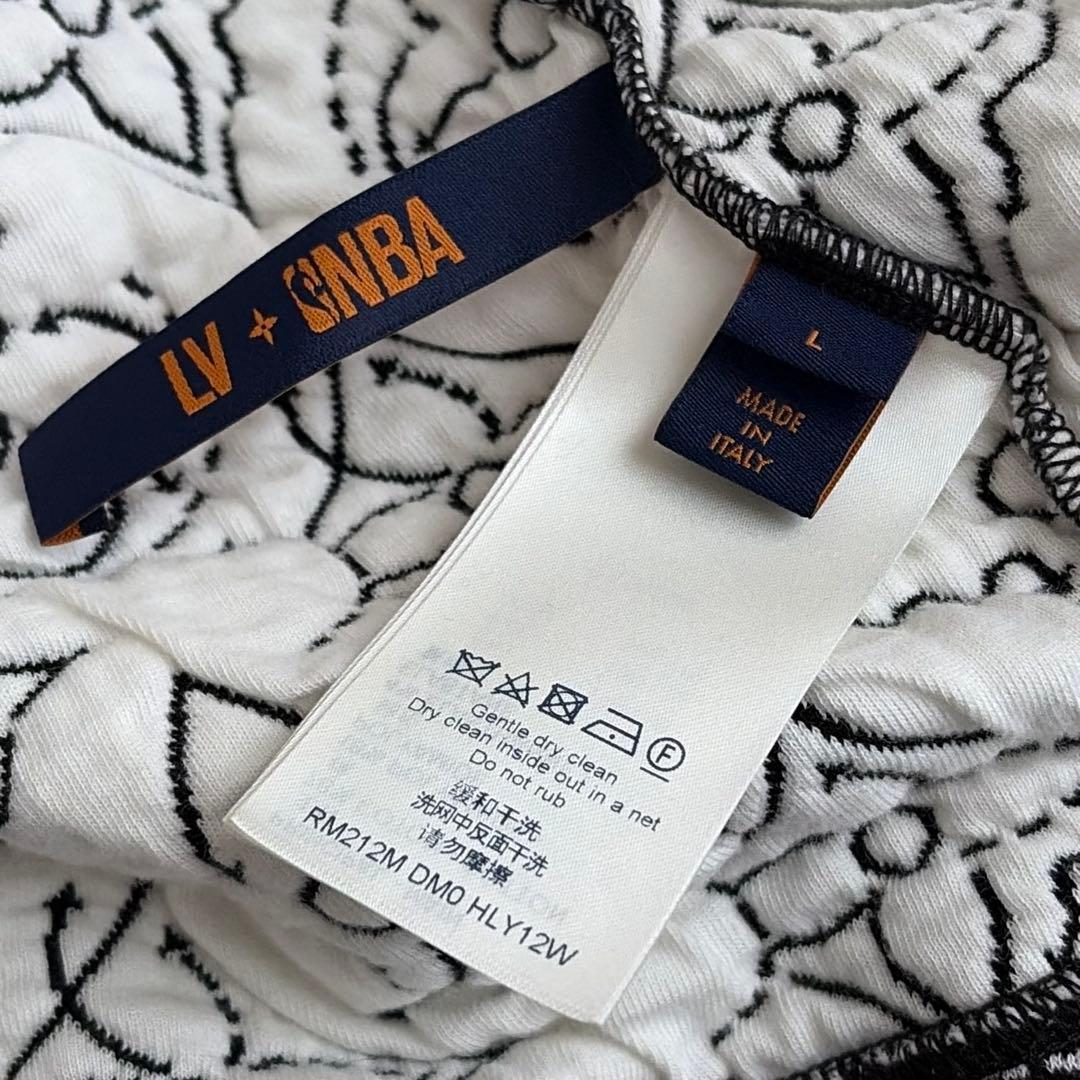 LV + NBA
L
MADE
IN
ITALY
F
Gentle dry clean
Dry clean inside out in a net
Do not rub
缓和干洗
洗网中反面干洗
请勿摩擦
RM212M DM0 HLY12W